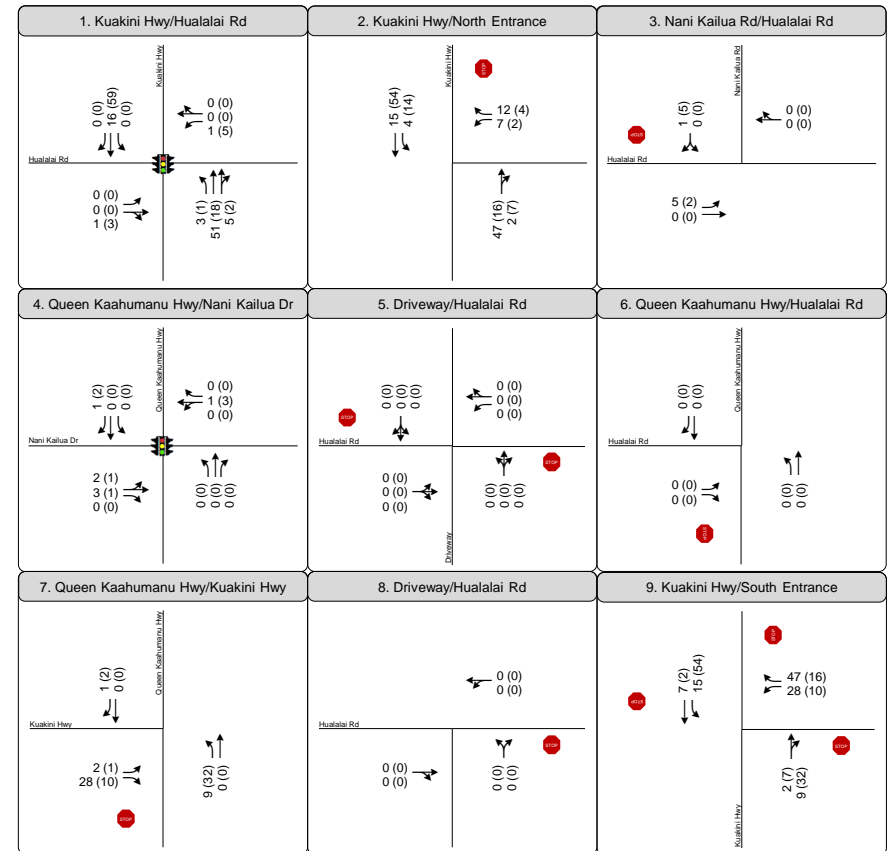 1. Kuakini Hwy/Hualalai Rd
Kuakini Hwy
0 (0)
16 (59)
0 (0)
0 (0)
0 (0)
1 (5)
Hualalai Rd
0 (0)
0 (0)
1 (3)
3 (1)
51 (18)
5 (2)
2. Kuakini Hwy/North Entrance
Kuakini Hwy
STOP
15 (54)
4 (14)
12 (4)
7 (2)
47 (16)
2 (7)
3. Nani Kailua Rd/Hualalai Rd
Nani Kailua Rd
STOP
1 (5)
0 (0)
0 (0)
0 (0)
Hualalai Rd
5 (2)
0 (0)
4. Queen Kaahumanu Hwy/Nani Kailua Dr
Queen Kaahumanu Hwy
1 (2)
0 (0)
0 (0)
0 (0)
1 (3)
0 (0)
Nani Kailua Dr
2 (1)
3 (1)
0 (0)
0 (0)
0 (0)
0 (0)
5. Driveway/Hualalai Rd
STOP
0 (0)
0 (0)
0 (0)
0 (0)
0 (0)
0 (0)
Hualalai Rd
STOP
0 (0)
0 (0)
0 (0)
0 (0)
0 (0)
0 (0)
Driveway
6. Queen Kaahumanu Hwy/Hualalai Rd
Queen Kaahumanu Hwy
0 (0)
0 (0)
Hualalai Rd
0 (0)
0 (0)
0 (0)
0 (0)
STOP
7. Queen Kaahumanu Hwy/Kuakini Hwy
Queen Kaahumanu Hwy
1 (2)
0 (0)
Kuakini Hwy
2 (1)
28 (10)
9 (32)
0 (0)
STOP
8. Driveway/Hualalai Rd
0 (0)
0 (0)
Hualalai Rd
STOP
0 (0)
0 (0)
0 (0)
0 (0)
9. Kuakini Hwy/South Entrance
STOP
STOP
7 (2)
15 (54)
47 (16)
28 (10)
STOP
2 (7)
9 (32)
Kuakini Hwy